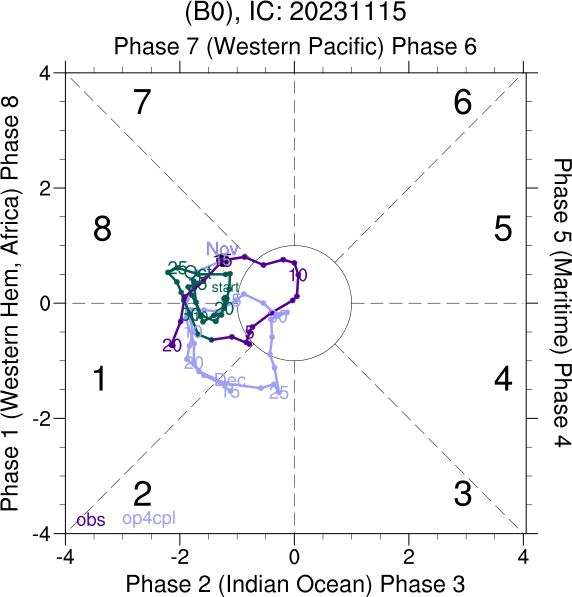 (B0), IC: 20231115
Phase 7 (Western Pacific) Phase 6
Phase 1 (Western Hem, Africa) Phase 8
Phase 5 (Maritime) Phase 4
4
2
0
-2
-4
7
6
8
5
1
4
2
3
Nov
25
start
10
20
5
20
20
Dec
15
25
obs
op4cpl
-4
-2
0
2
4
Phase 2 (Indian Ocean) Phase 3